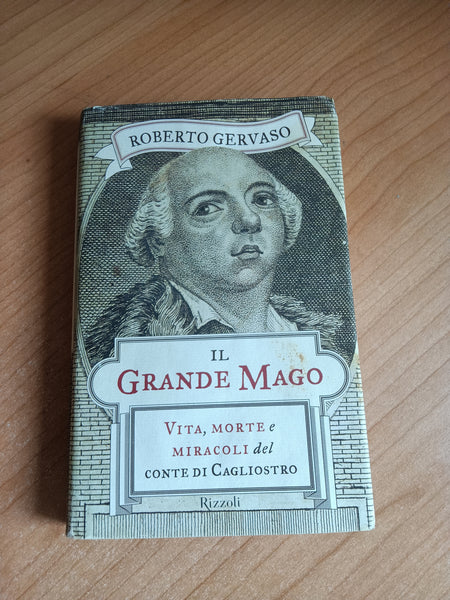 ROBERTO GERVASO
IL
GRANDE MAGO
VITA, MORTE e
MIRACOLI del
CONTE DI CAGLIOSTRO
Rizzoli